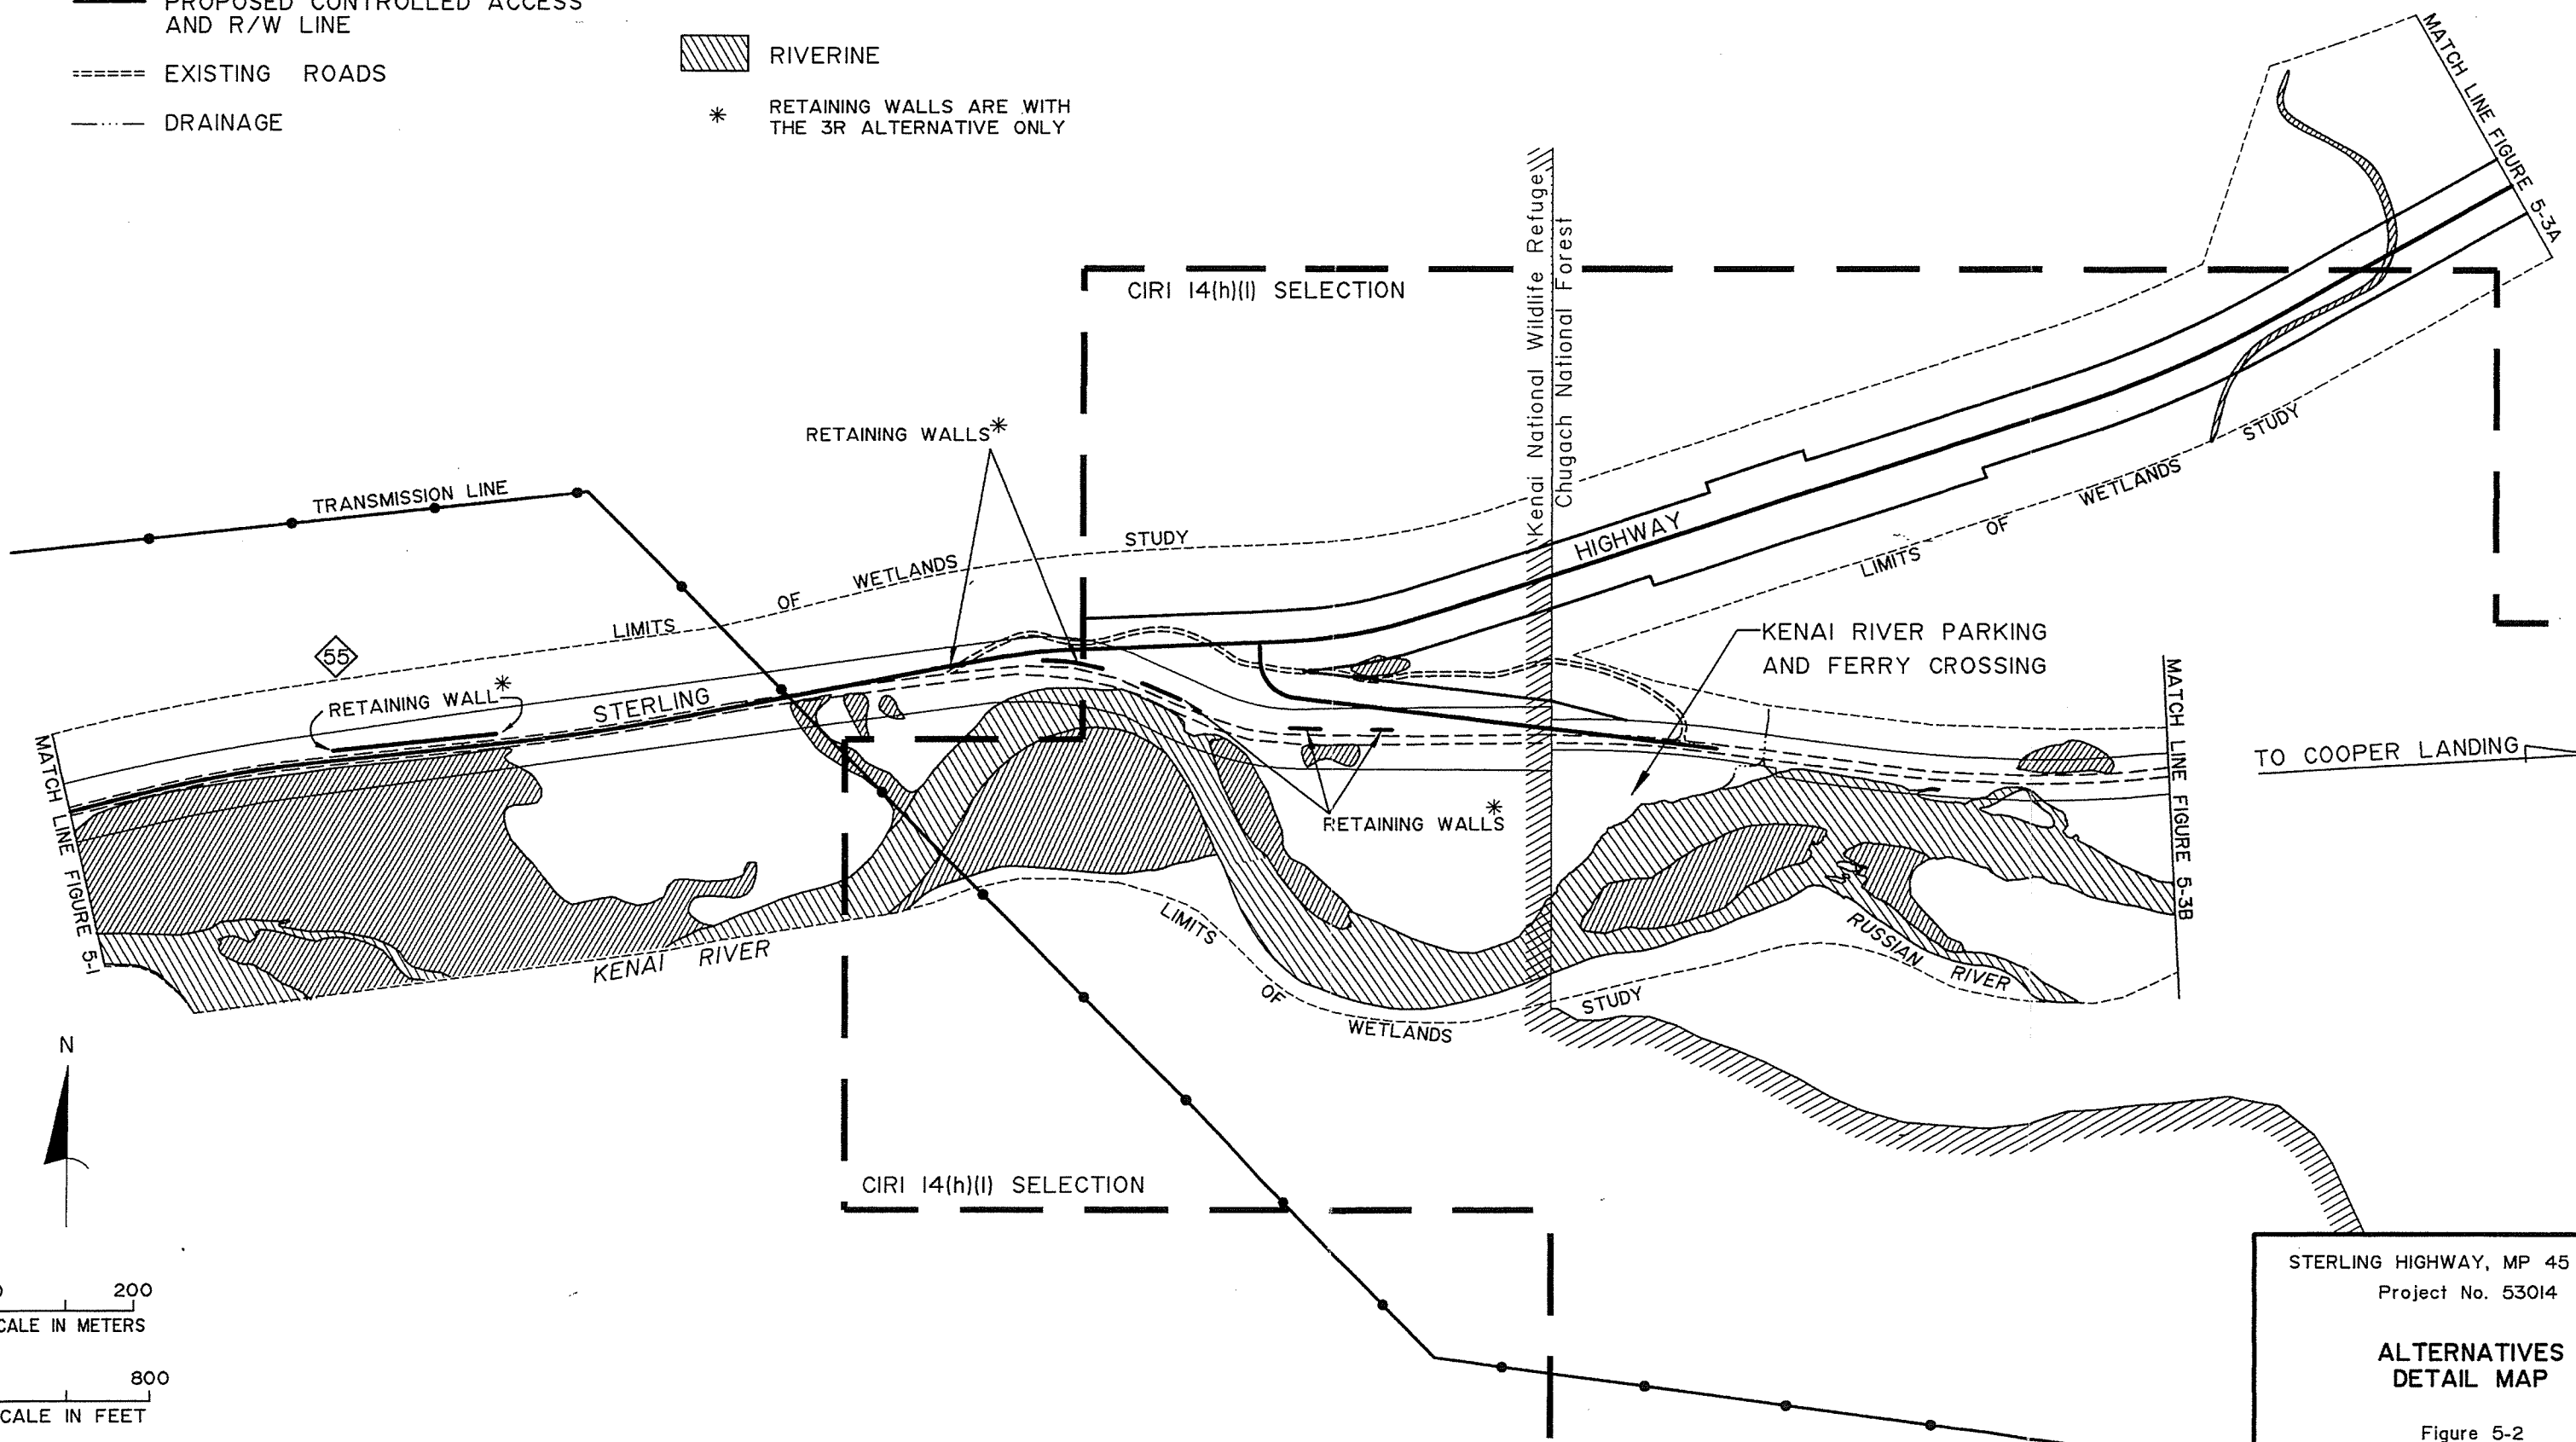 PROPOSED CONTROLLED ACCESS
AND R/W LINE
EXISTING ROADS
DRAINAGE
RIVERINE
* RETAINING WALLS ARE WITH
THE 3R ALTERNATIVE ONLY
MATCH LINE FIGURE 5-3A
Kenai National Wildlife Refuge
Chugach National Forest
CIRI 14(h)(1) SELECTION
RETAINING WALLS*
TRANSMISSION LINE
LIMITS OF WETLANDS STUDY
HIGHWAY
LIMITS OF WETLANDS STUDY
55
RETAINING WALL*
STERLING
KENAI RIVER PARKING
AND FERRY CROSSING
MATCH LINE FIGURE 5-1
MATCH LINE FIGURE 5-3B
TO COOPER LANDING
RETAINING WALLS*
KENAI RIVER
RUSSIAN RIVER
LIMITS OF WETLANDS STUDY
N
CIRI 14(h)(1) SELECTION
200
CALE IN METERS
800
CALE IN FEET
STERLING HIGHWAY, MP 45
Project No. 53014
ALTERNATIVES
DETAIL MAP
Figure 5-2